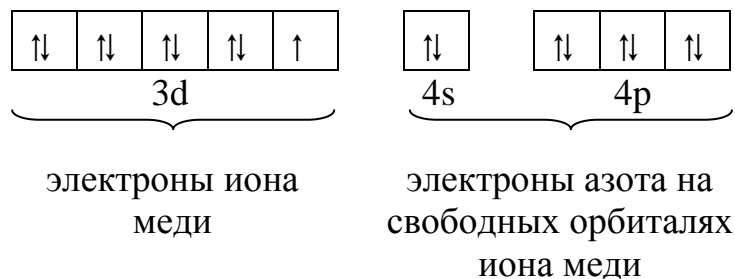 ↑↓ ↑↓ ↑↓ ↑↓ ↑ ↑↓ ↑↓ ↑↓ ↑↓
3d 4s 4p
электроны иона
меди
электроны азота на
свободных орбиталях
иона меди